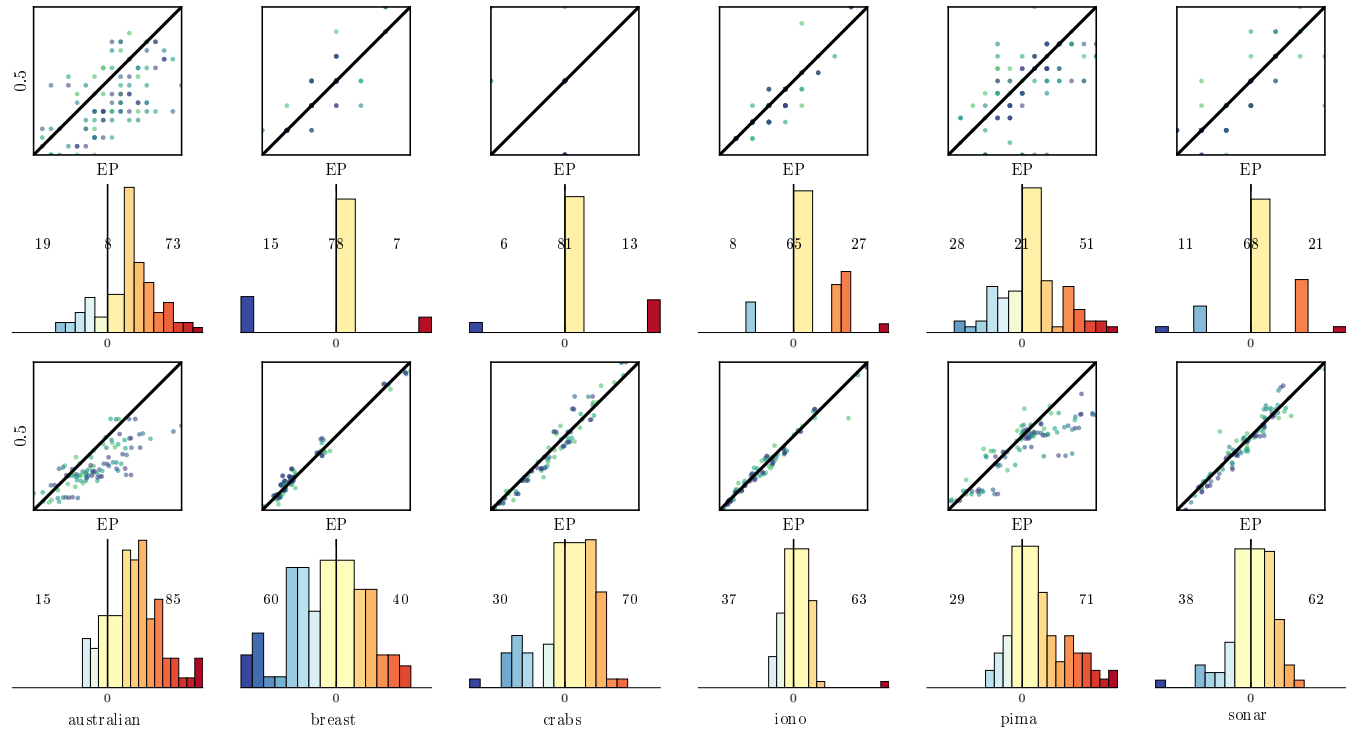 0.5
EP EP EP EP EP EP
19 8 73 15 78 7 6 81 13 8 65 27 28 21 51 11 68 21
0 0 0 0 0 0
0.5
EP EP EP EP EP EP
15 85 60 40 30 70 37 63 29 71 38 62
0 0 0 0 0 0
australian breast crabs iono pima sonar